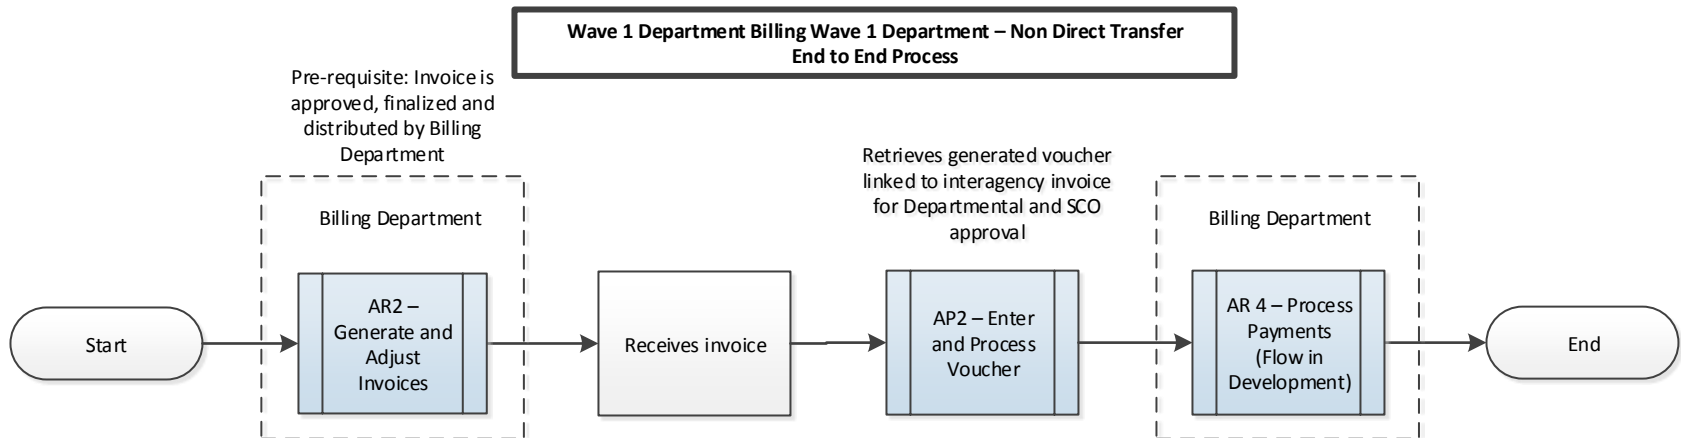 Wave 1 Department Billing Wave 1 Department – Non Direct Transfer
End to End Process
Pre-requisite: Invoice is
approved, finalized and
distributed by Billing
Department
Retrieves generated voucher
linked to interagency invoice
for Departmental and SCO
approval
Billing Department
Billing Department
Start
AR2 –
Generate and
Adjust
Invoices
Receives invoice
AP2 – Enter
and Process
Voucher
AR 4 – Process
Payments
(Flow in
Development)
End